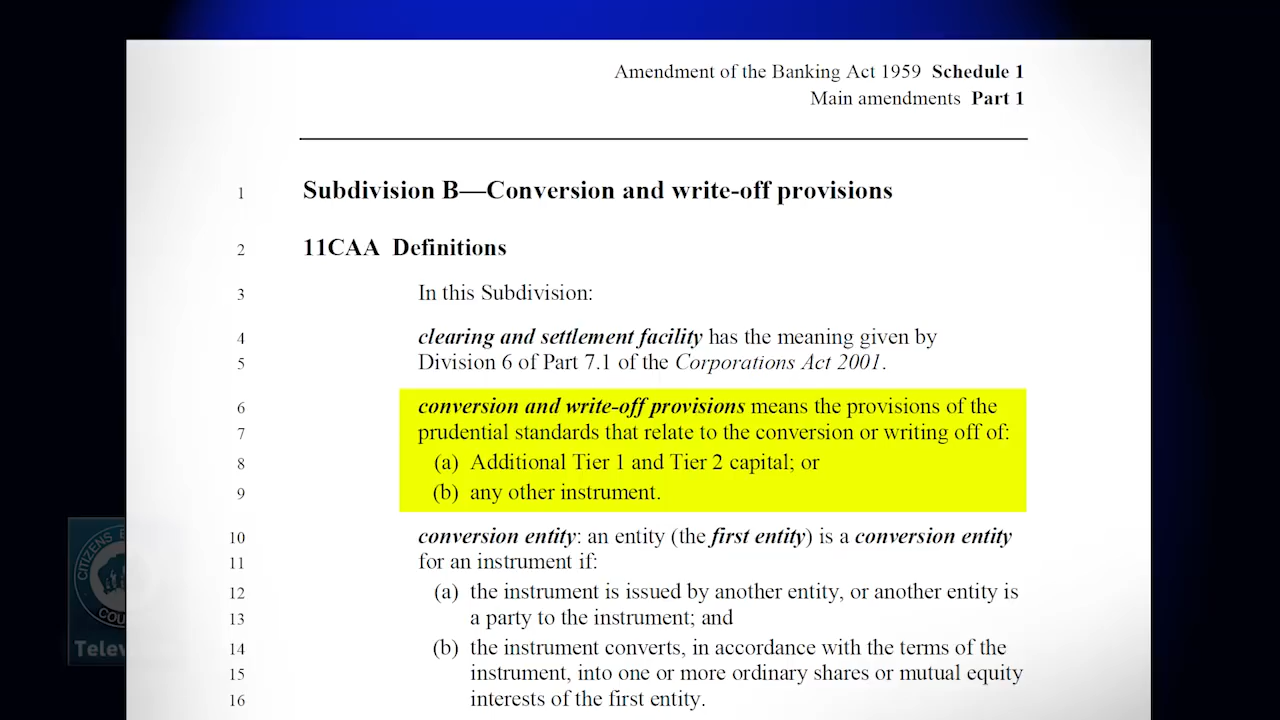 Amendment of the Banking Act 1959 Schedule 1
Main amendments Part 1
1 Subdivision B—Conversion and write-off provisions
2 11CAA Definitions
3 In this Subdivision:
4 clearing and settlement facility has the meaning given by
5 Division 6 of Part 7.1 of the Corporations Act 2001.
6 conversion and write-off provisions means the provisions of the
7 prudential standards that relate to the conversion or writing off of:
8 (a) Additional Tier 1 and Tier 2 capital; or
9 (b) any other instrument.
10 conversion entity: an entity (the first entity) is a conversion entity
11 for an instrument if:
12 (a) the instrument is issued by another entity, or another entity is
13 a party to the instrument; and
14 (b) the instrument converts, in accordance with the terms of the
15 instrument, into one or more ordinary shares or mutual equity
16 interests of the first entity.
CITIZENS